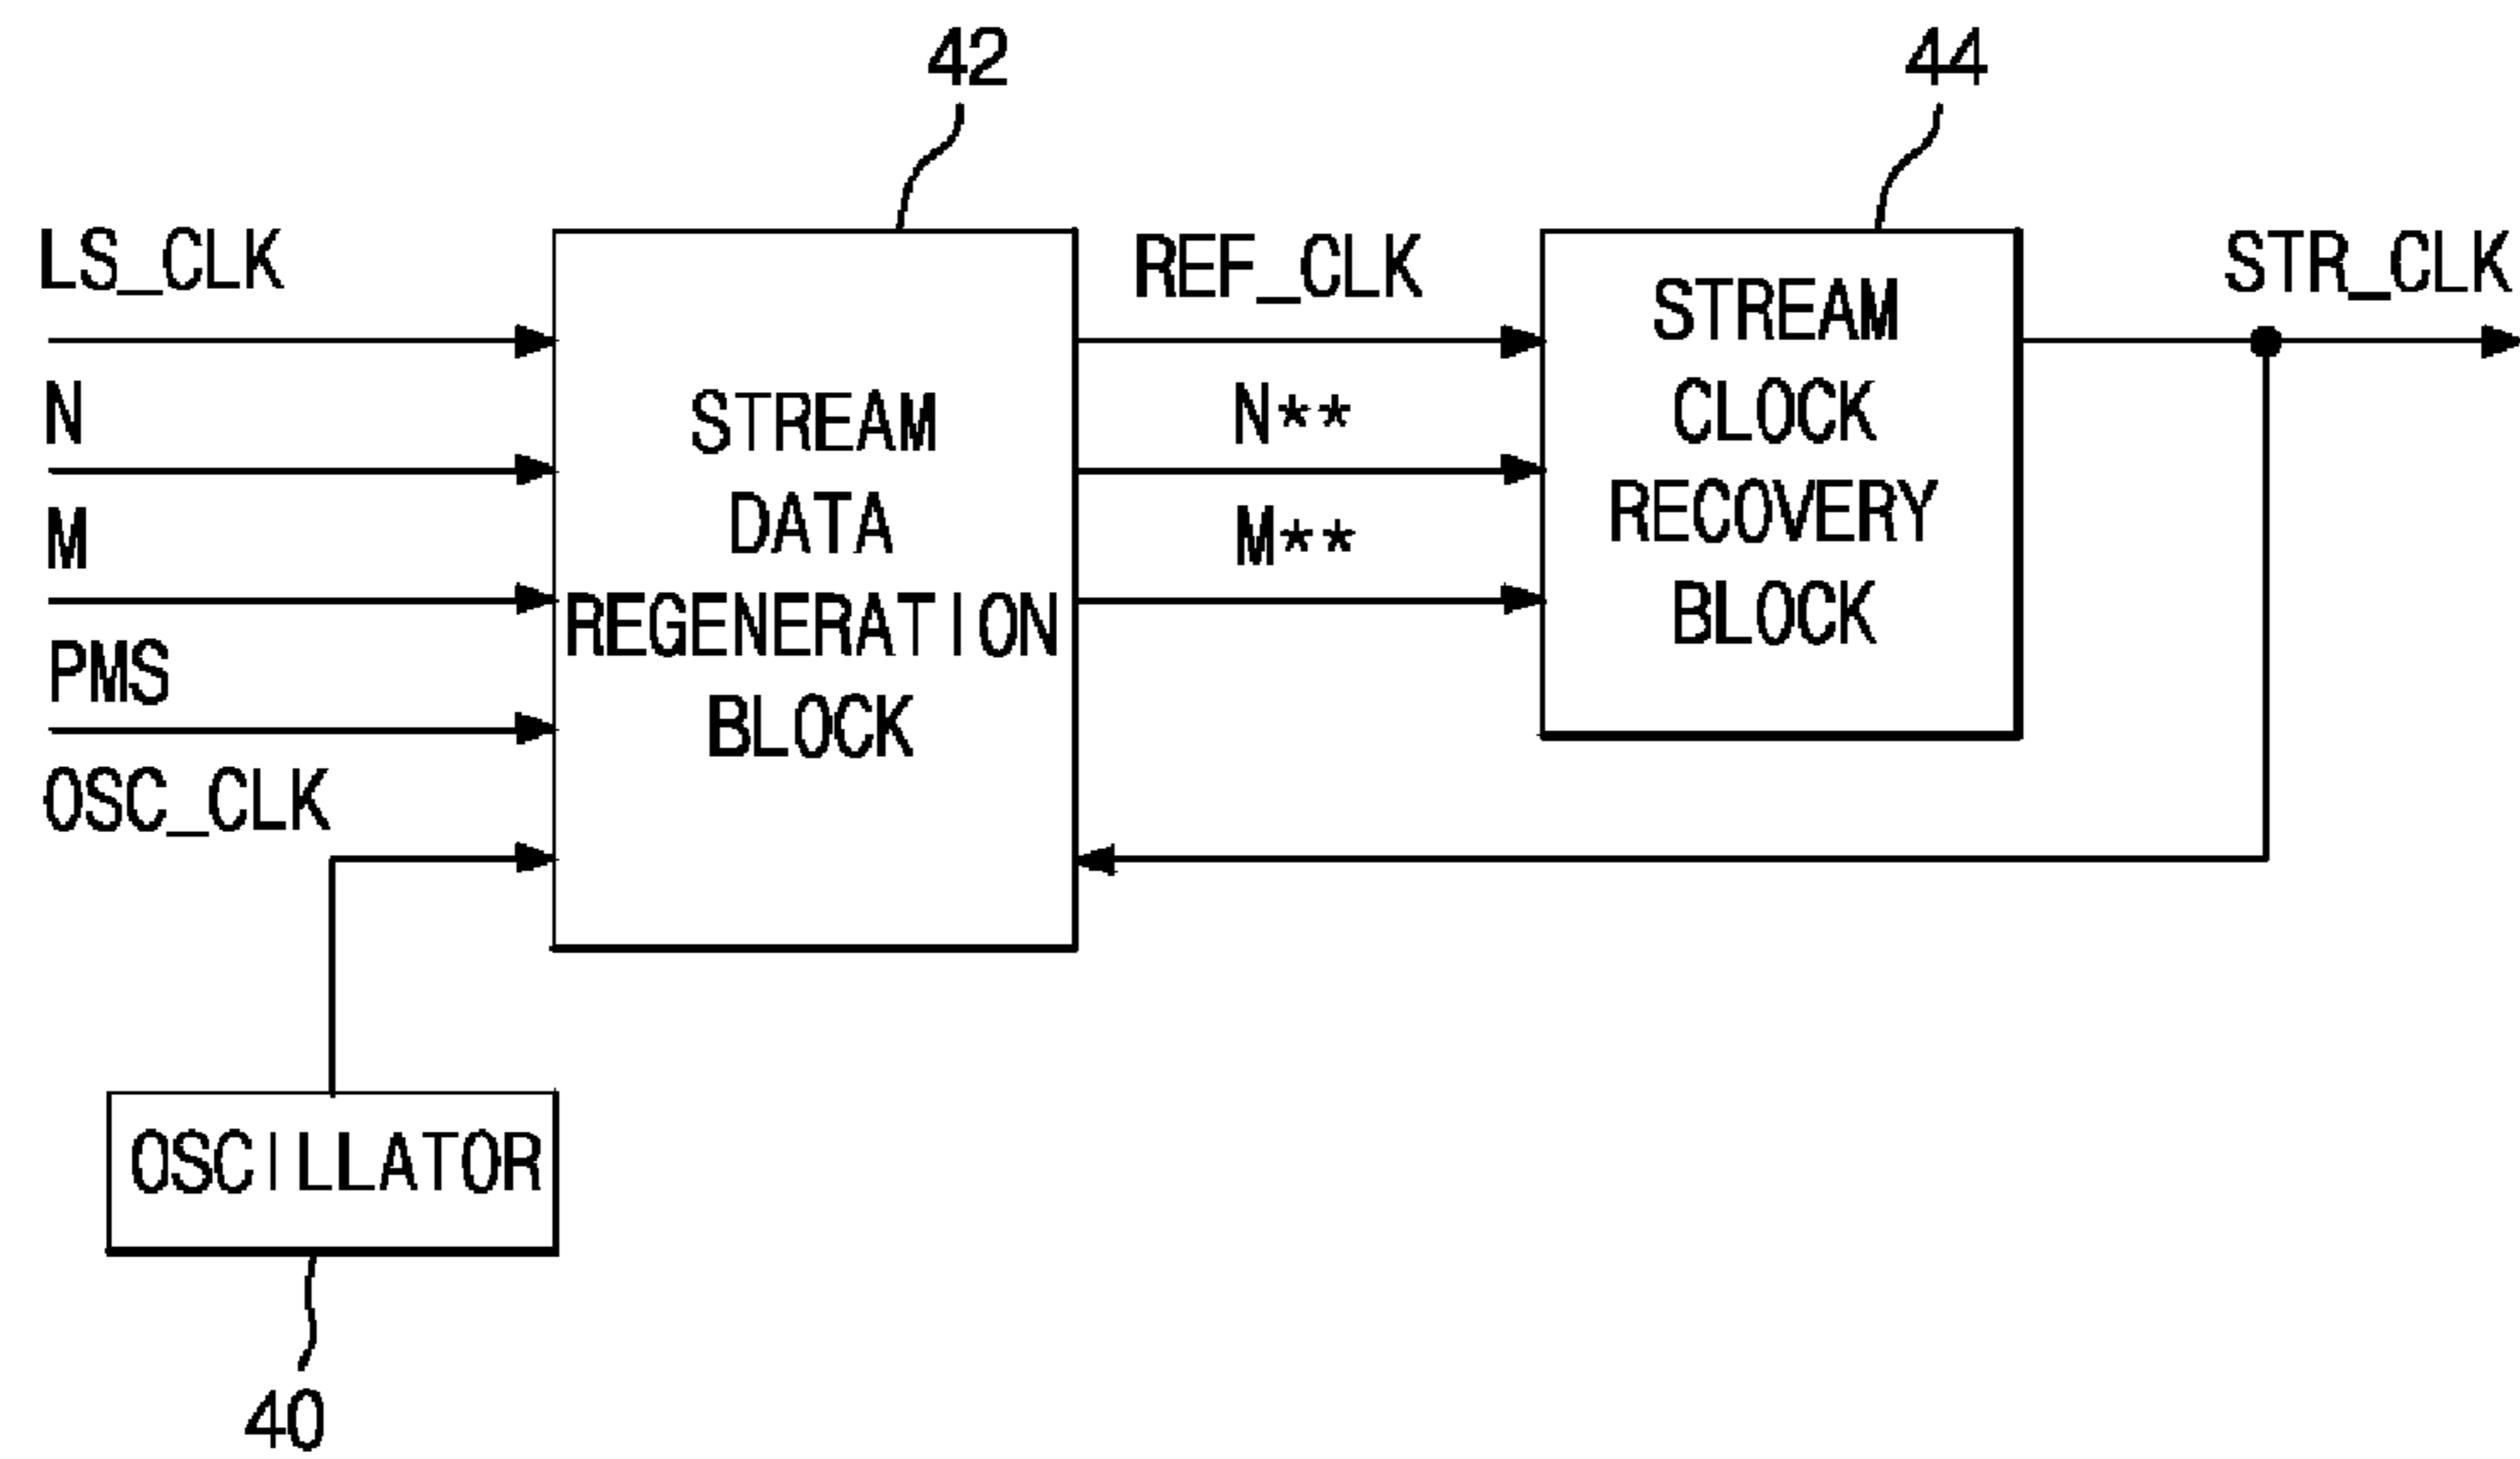 42
44
LS_CLK
N
M
PMS
OSC_CLK
STREAM
DATA
REGENERATION
BLOCK
REF_CLK
N**
M**
STREAM
CLOCK
RECOVERY
BLOCK
STR_CLK
OSCILLATOR
40